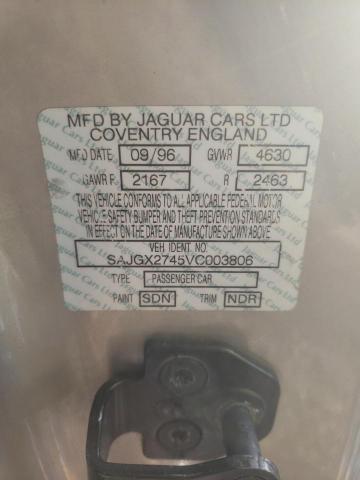 MFD BY JAGUAR CARS LTD
COVENTRY ENGLAND
MFD DATE 09/96 GVWR 4630
GAWR F 2167 R 2463
THIS VEHICLE CONFORMS TO ALL APPLICABLE FEDERAL MOTOR
VEHICLE SAFETY BUMPER AND THEFT PREVENTION STANDARDS
IN EFFECT ON THE DATE OF MANUFACTURE SHOWN ABOVE
VEH IDENT. NO.
SAJGX2745VC003806
TYPE PASSENGER CAR
PAINT SDN TRIM NDR